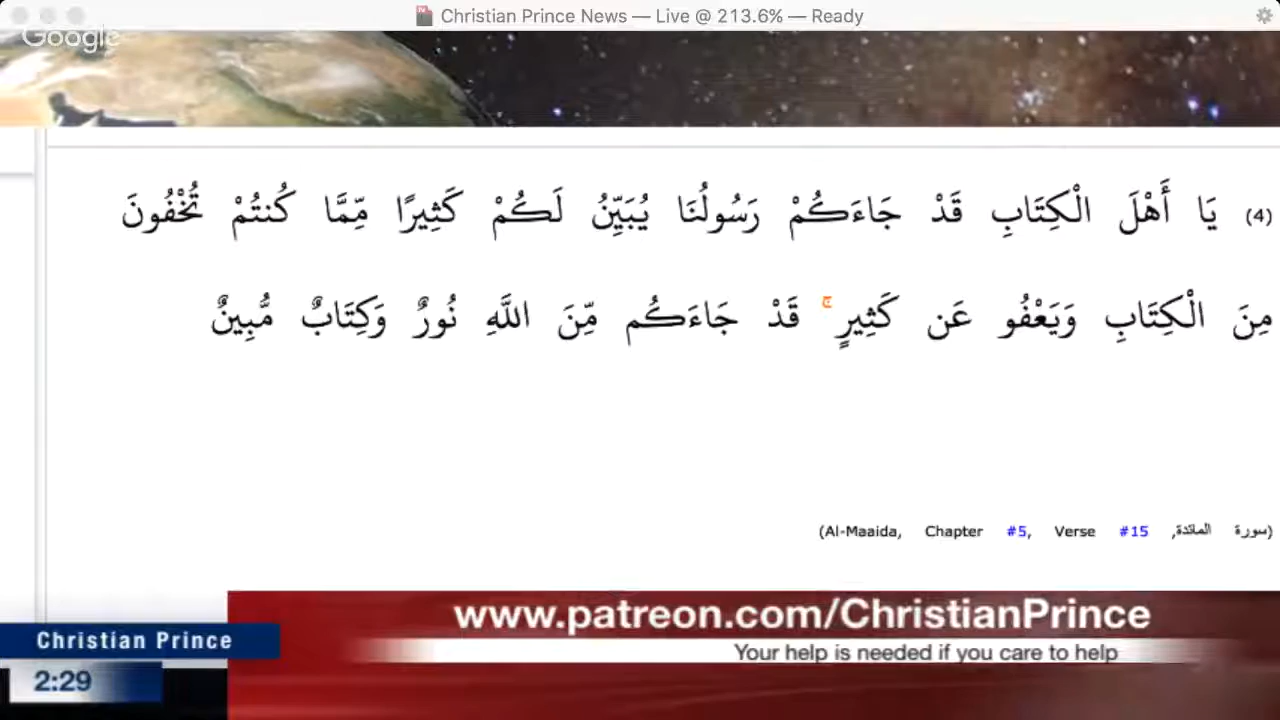 Christian Prince News — Live @ 213.6% — Ready
Google
(4) يَا أَهْلَ الْكِتَابِ قَدْ جَاءَكُمْ رَسُولُنَا يُبَيِّنُ لَكُمْ كَثِيرًا مِّمَّا كُنتُمْ تُخْفُونَ
مِنَ الْكِتَابِ وَيَعْفُو عَن كَثِيرٍ ۚ قَدْ جَاءَكُم مِّنَ اللَّهِ نُورٌ وَكِتَابٌ مُّبِينٌ
(Al-Maaida, Chapter #5, Verse #15 سورة المائدة,)
www.patreon.com/ChristianPrince
Christian Prince
Your help is needed if you care to help
2:29